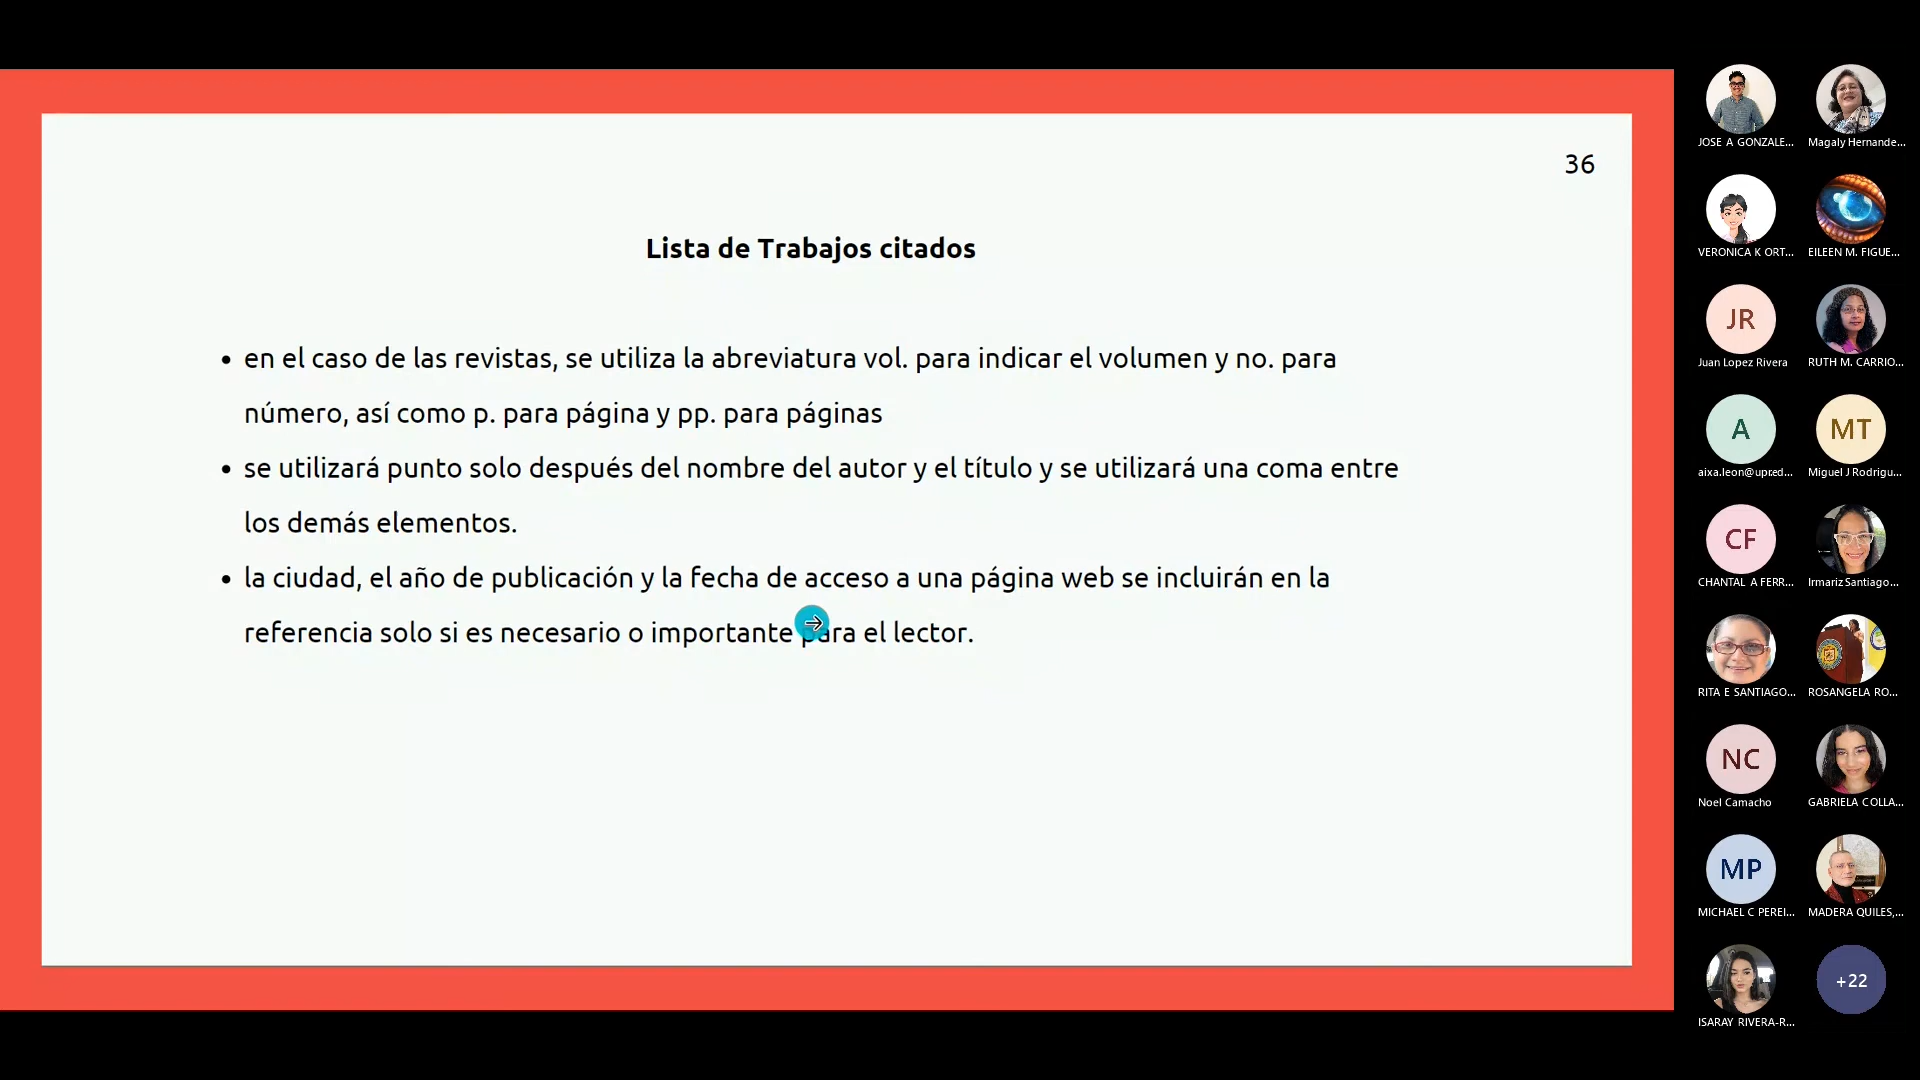 36
Lista de Trabajos citados
• en el caso de las revistas, se utiliza la abreviatura vol. para indicar el volumen y no. para
número, así como p. para página y pp. para páginas
• se utilizará punto solo después del nombre del autor y el título y se utilizará una coma entre
los demás elementos.
• la ciudad, el año de publicación y la fecha de acceso a una página web se incluirán en la
referencia solo si es necesario o importante para el lector.
JOSE A GONZALE...
Magaly Hernande...
VERONICA K ORT...
EILEEN M. FIGUE...
JR
Juan Lopez Rivera
RUTH M. CARRIO...
A
aixa.leon@upr.ed...
MT
Miguel J Rodrigu...
CF
CHANTAL A FERR...
Irmariz Santiago...
RITA E SANTIAGO...
ROSANGELA RO...
NC
Noel Camacho
GABRIELA COLLA...
MP
MICHAEL C PEREI...
MADERA QUILES,...
ISARAY RIVERA-R...
+22